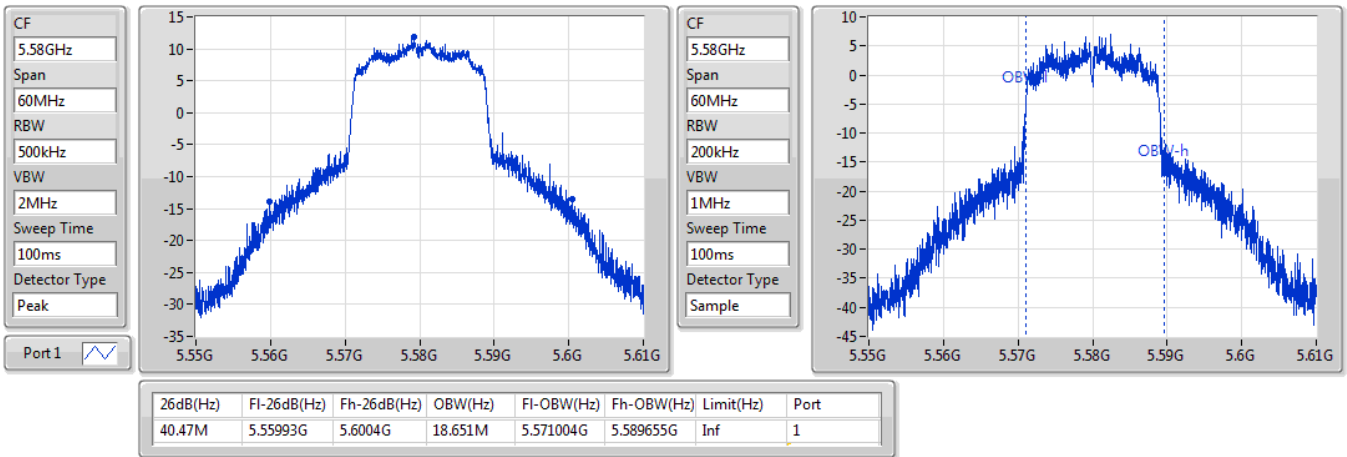 CF
5.58GHz
Span
60MHz
RBW
500kHz
VBW
2MHz
Sweep Time
100ms
Detector Type
Peak
Port 1
15
10
5
0
-5
-10
-15
-20
-25
-30
-35
5.55G 5.56G 5.57G 5.58G 5.59G 5.6G 5.61G
CF
5.58GHz
Span
60MHz
RBW
200kHz
VBW
1MHz
Sweep Time
100ms
Detector Type
Sample
10
5
0
-5
-10
-15
-20
-25
-30
-35
-40
-45
OBW-l
OBW-h
5.55G 5.56G 5.57G 5.58G 5.59G 5.6G 5.61G
26dB(Hz) Fl-26dB(Hz) Fh-26dB(Hz) OBW(Hz) Fl-OBW(Hz) Fh-OBW(Hz) Limit(Hz) Port
40.47M 5.55993G 5.6004G 18.651M 5.571004G 5.589655G Inf 1